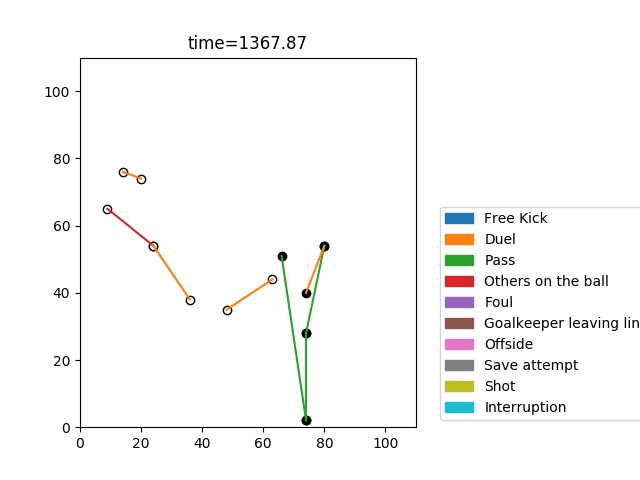 time=1367.87
100
80
60
40
20
0
0 20 40 60 80 100
Free Kick
Duel
Pass
Others on the ball
Foul
Goalkeeper leaving lin
Offside
Save attempt
Shot
Interruption